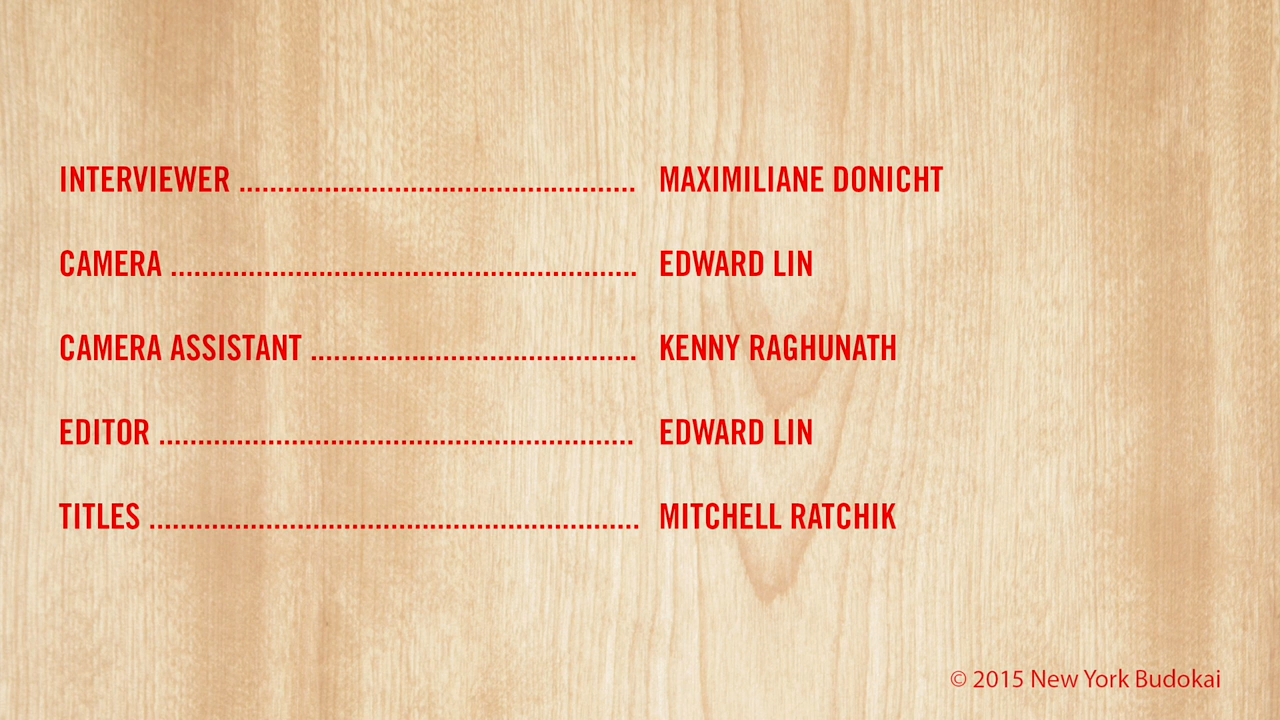 INTERVIEWER .................................................... MAXIMILIANE DONICHT
CAMERA ............................................................. EDWARD LIN
CAMERA ASSISTANT ........................................... KENNY RAGHUNATH
EDITOR .............................................................. EDWARD LIN
TITLES ................................................................ MITCHELL RATCHIK
© 2015 New York Budokai